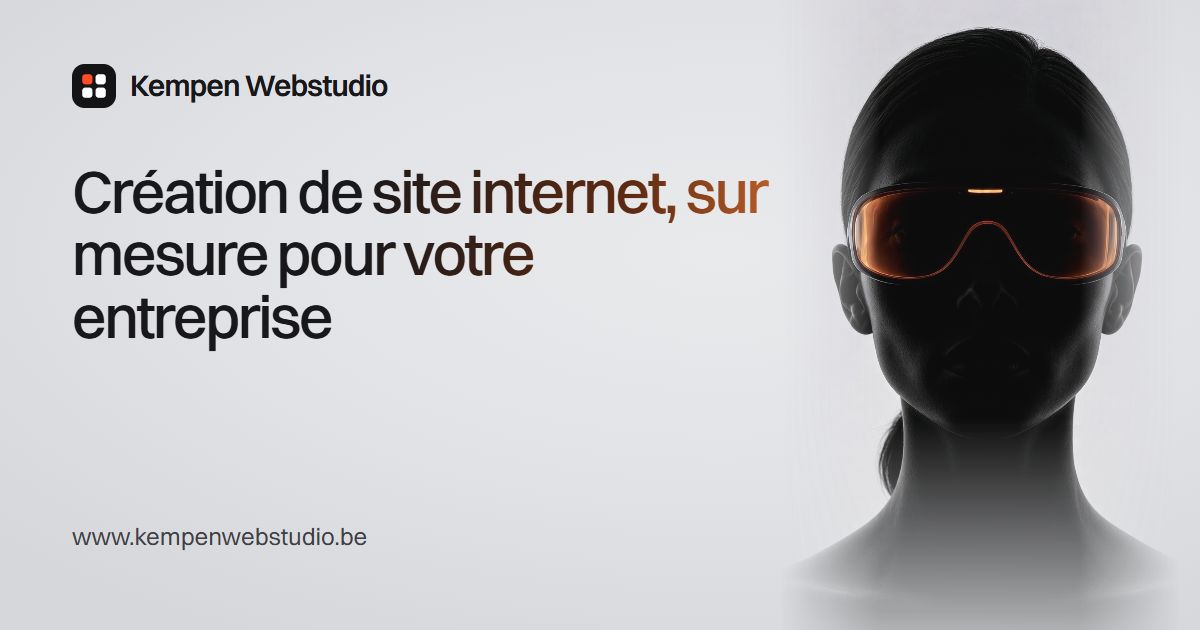 Kempen Webstudio
Création de site internet, sur
mesure pour votre
entreprise
www.kempenwebstudio.be